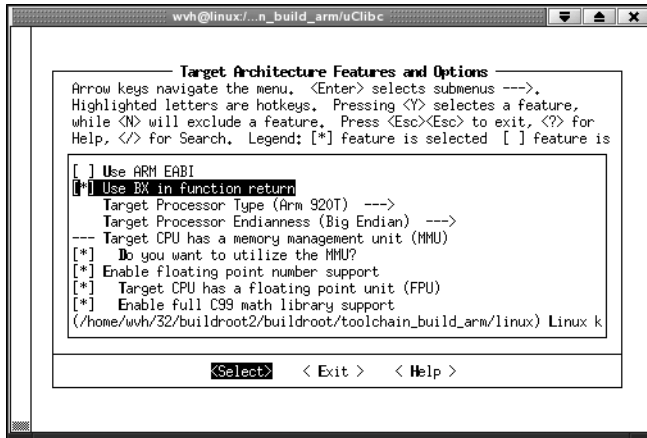 wvh@linux:/...n_build_arm/uClibc
Target Architecture Features and Options
Arrow keys navigate the menu. <Enter> selects submenus --->.
Highlighted letters are hotkeys. Pressing <Y> selectes a feature,
while <N> will exclude a feature. Press <Esc><Esc> to exit, <?> for
Help, </> for Search. Legend: [*] feature is selected [ ] feature is
[ ] Use ARM EABI
[*] Use BX in function return
Target Processor Type (Arm 920T) --->
Target Processor Endianness (Big Endian) --->
--- Target CPU has a memory management unit (MMU)
[*] Do you want to utilize the MMU?
[*] Enable floating point number support
[*] Target CPU has a floating point unit (FPU)
[*] Enable full C99 math library support
(/home/wvh/32/buildroot2/buildroot/toolchain_build_arm/linux) Linux k
<Select> < Exit > < Help >